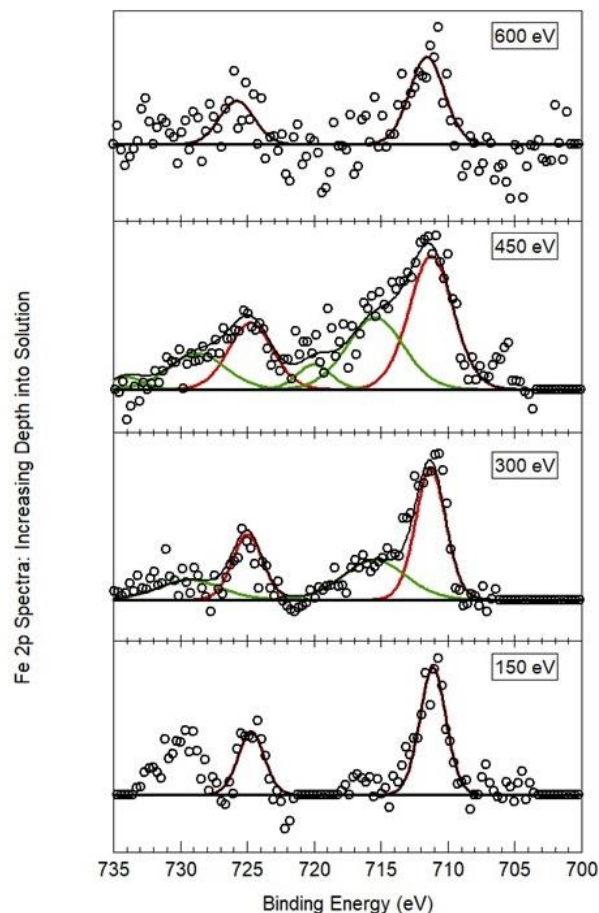 600 eV
450 eV
300 eV
150 eV
Fe 2p Spectra: Increasing Depth into Solution
735 730 725 720 715 710 705 700
Binding Energy (eV)